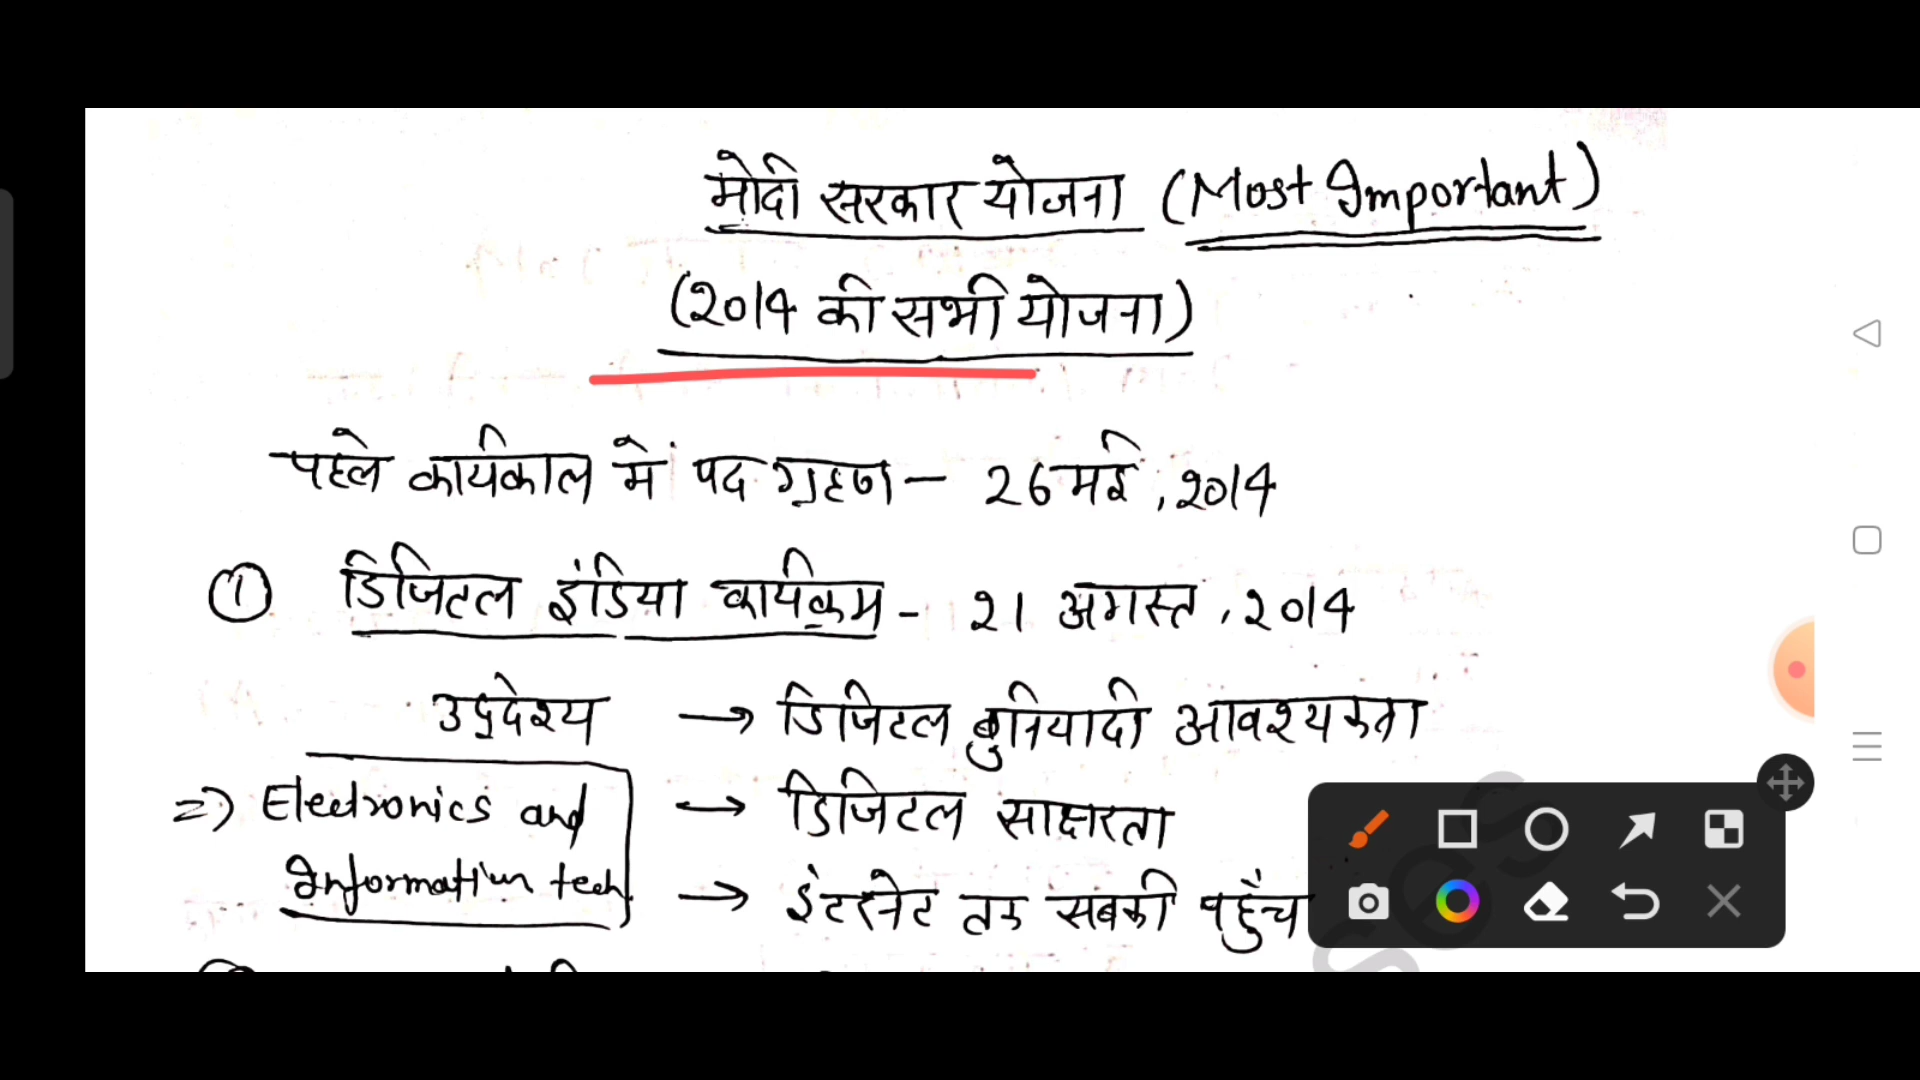 मोदी सरकार योजना (Most Important)
(2014 की सभी योजना)
पहले कार्यकाल में पद ग्रहण - 26 मई, 2014
① डिजिटल इंडिया कार्यक्रम - 21 अगस्त, 2014
उद्देश्य → डिजिटल बुनियादी आवश्यकता
=) Electronics and → डिजिटल साक्षरता
Information tech → इंटरनेट तक सबकी पहुँच